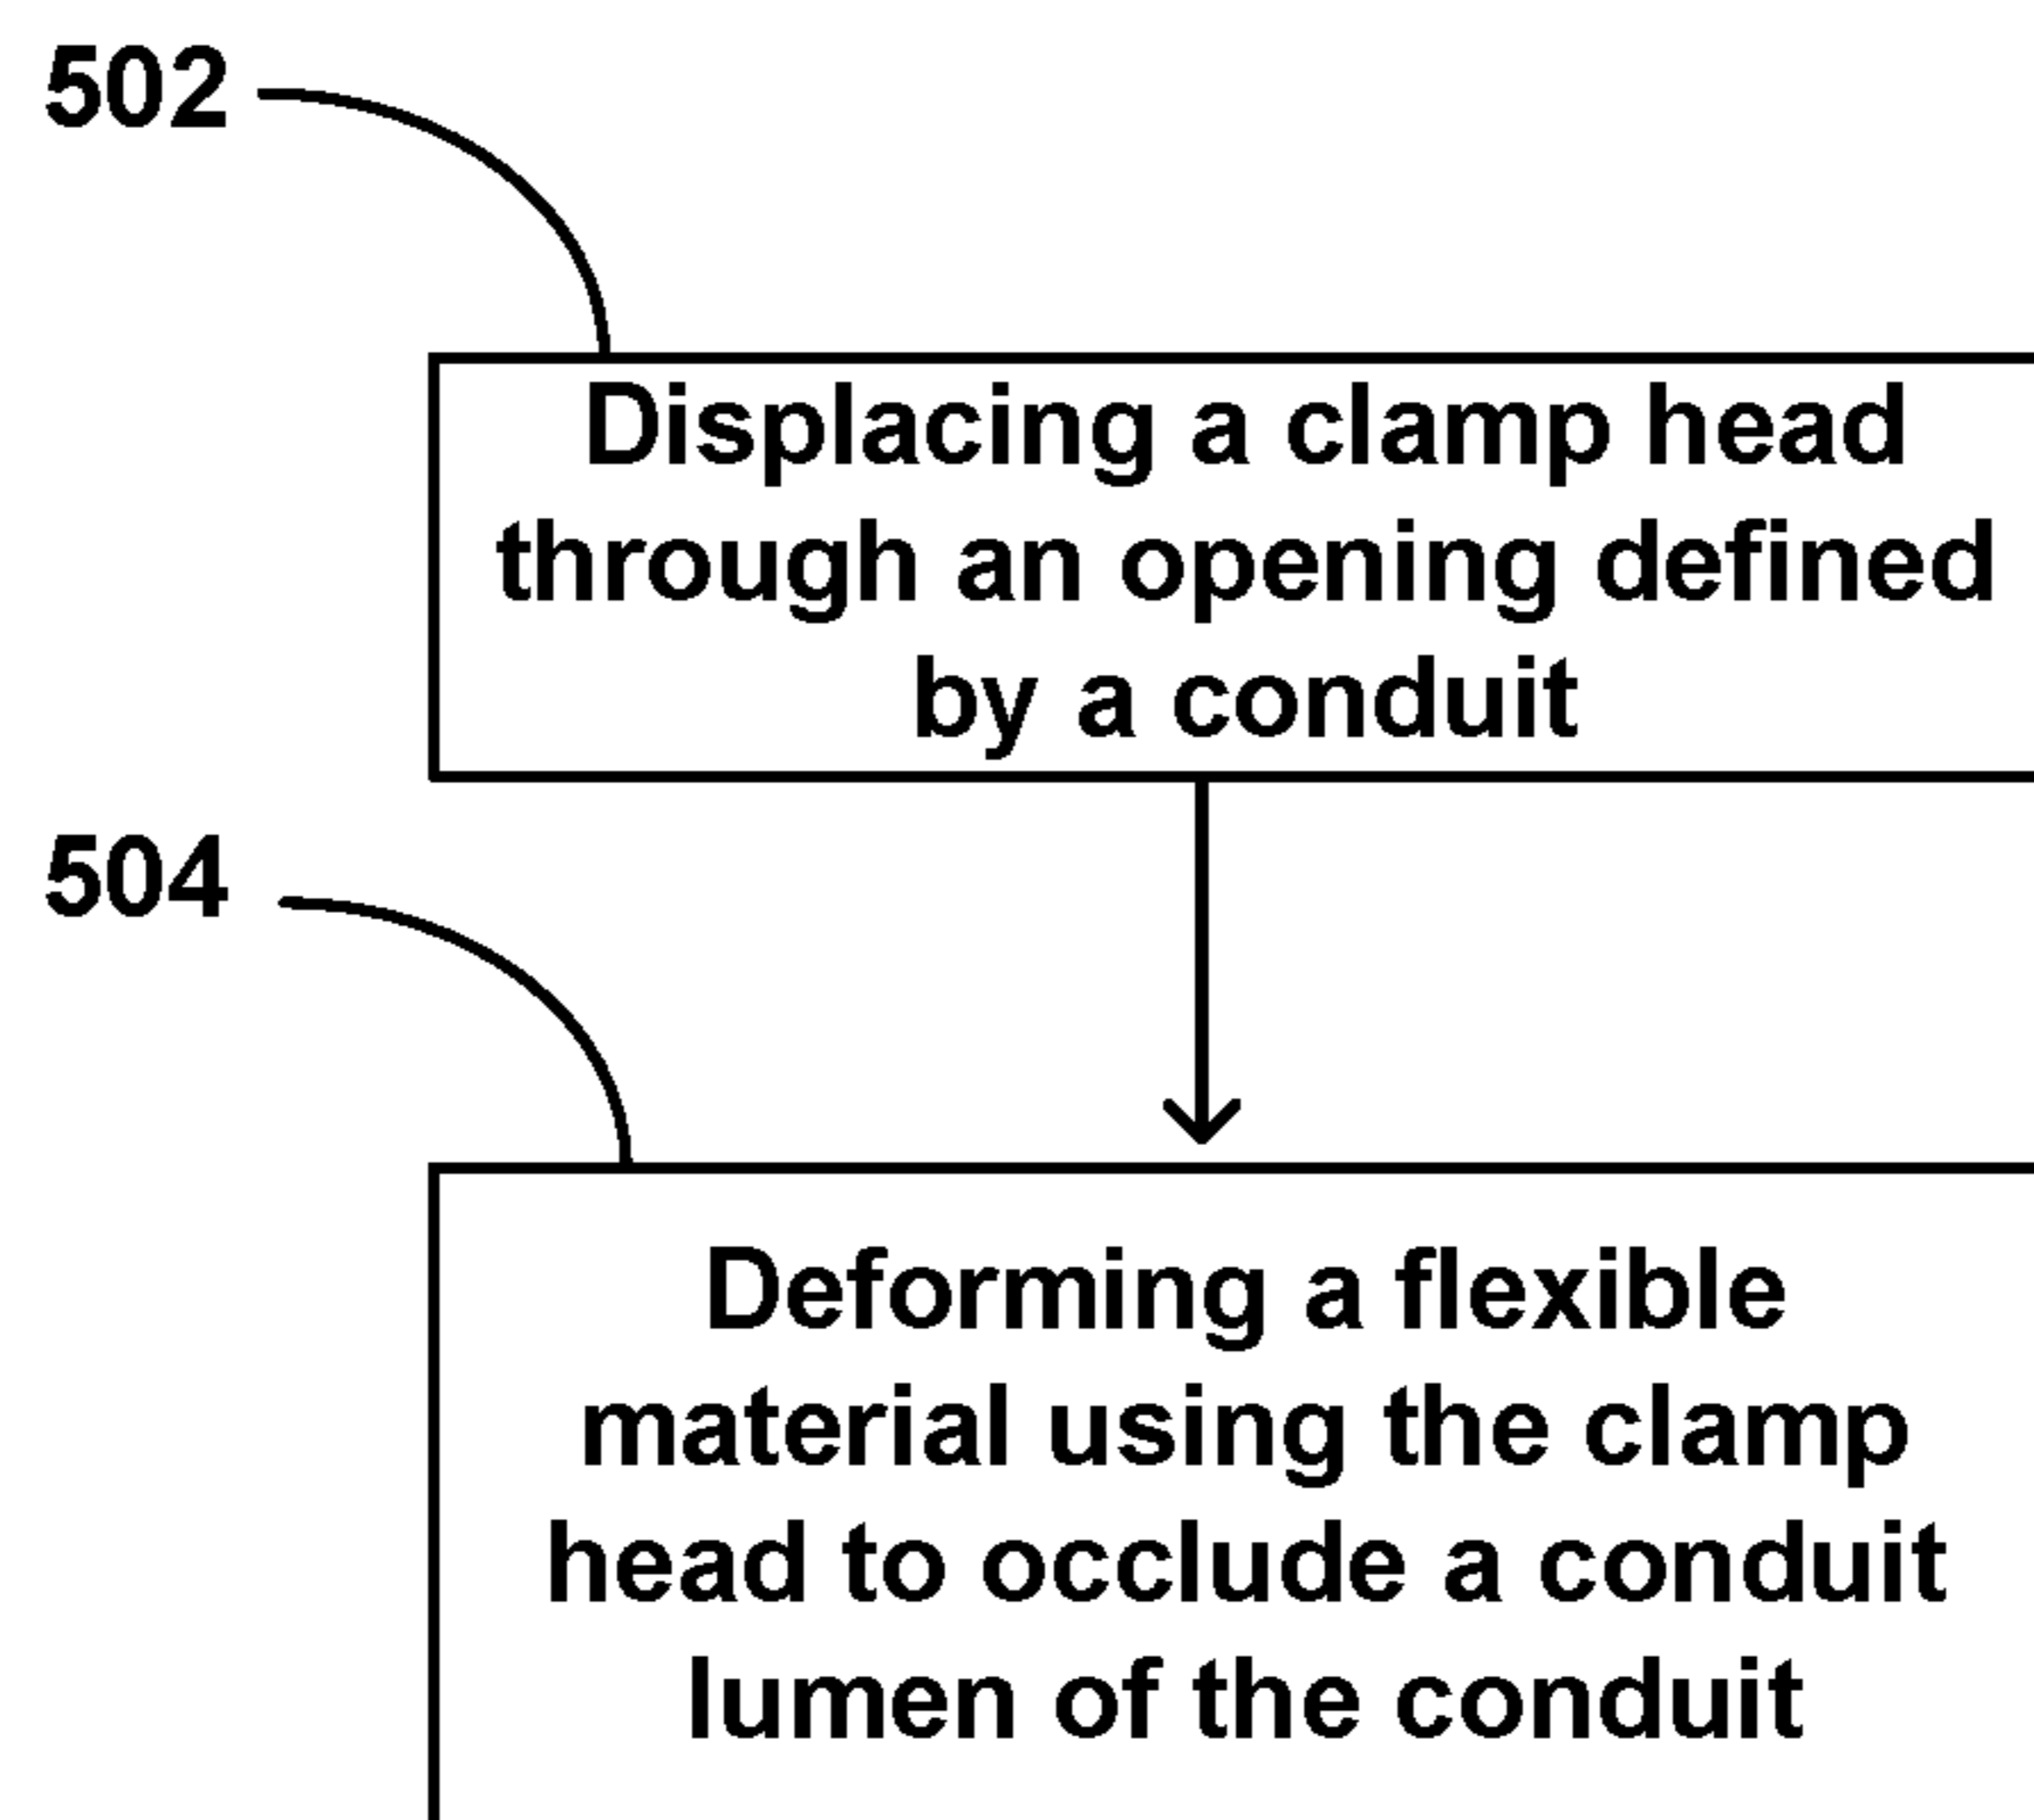 502
Displacing a clamp head
through an opening defined
by a conduit
504
Deforming a flexible
material using the clamp
head to occlude a conduit
lumen of the conduit